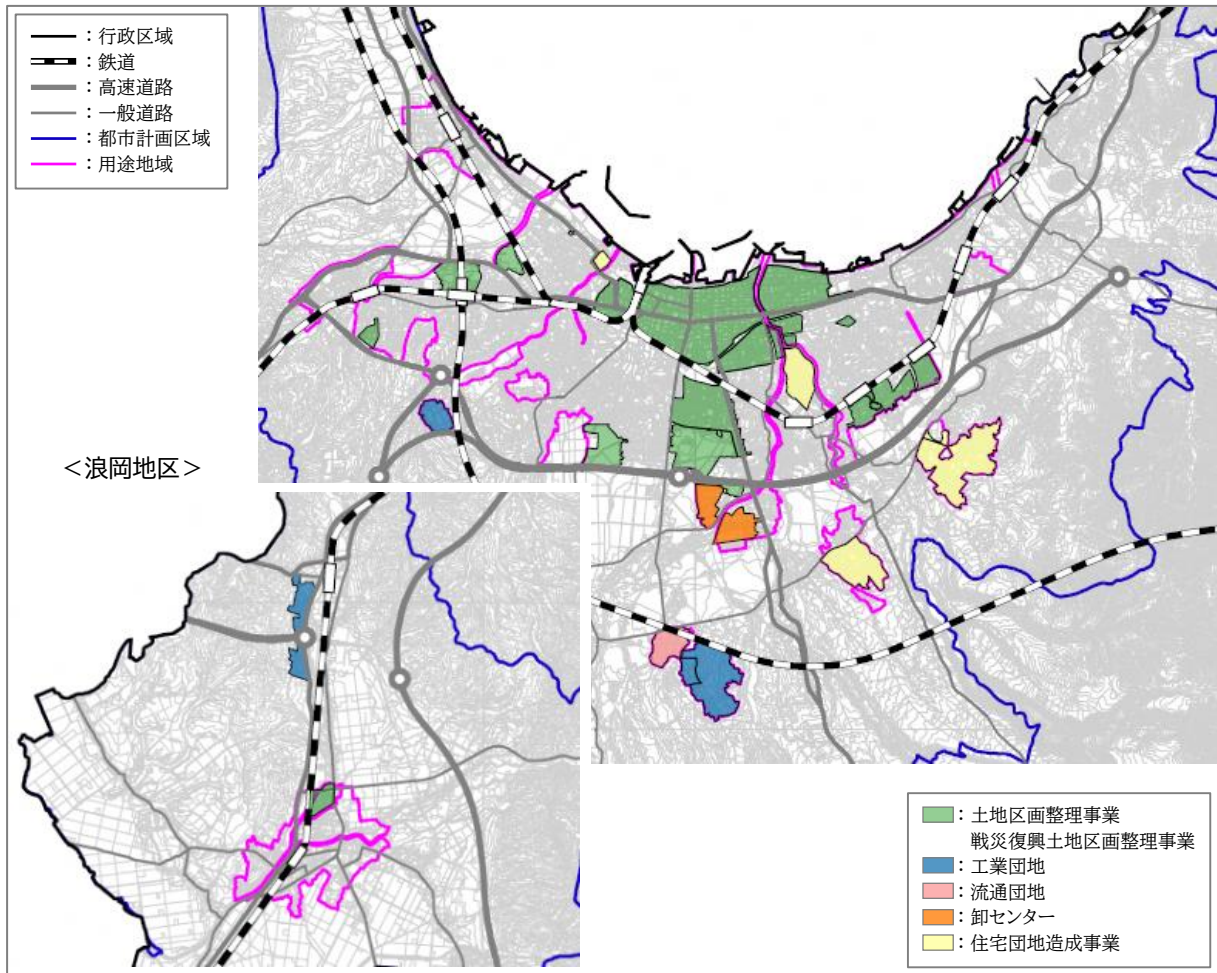 ：行政区域
：鉄道
：高速道路
：一般道路
：都市計画区域
：用途地域
＜浪岡地区＞
：土地区画整理事業
戦災復興土地区画整理事業
：工業団地
：流通団地
：卸センター
：住宅団地造成事業